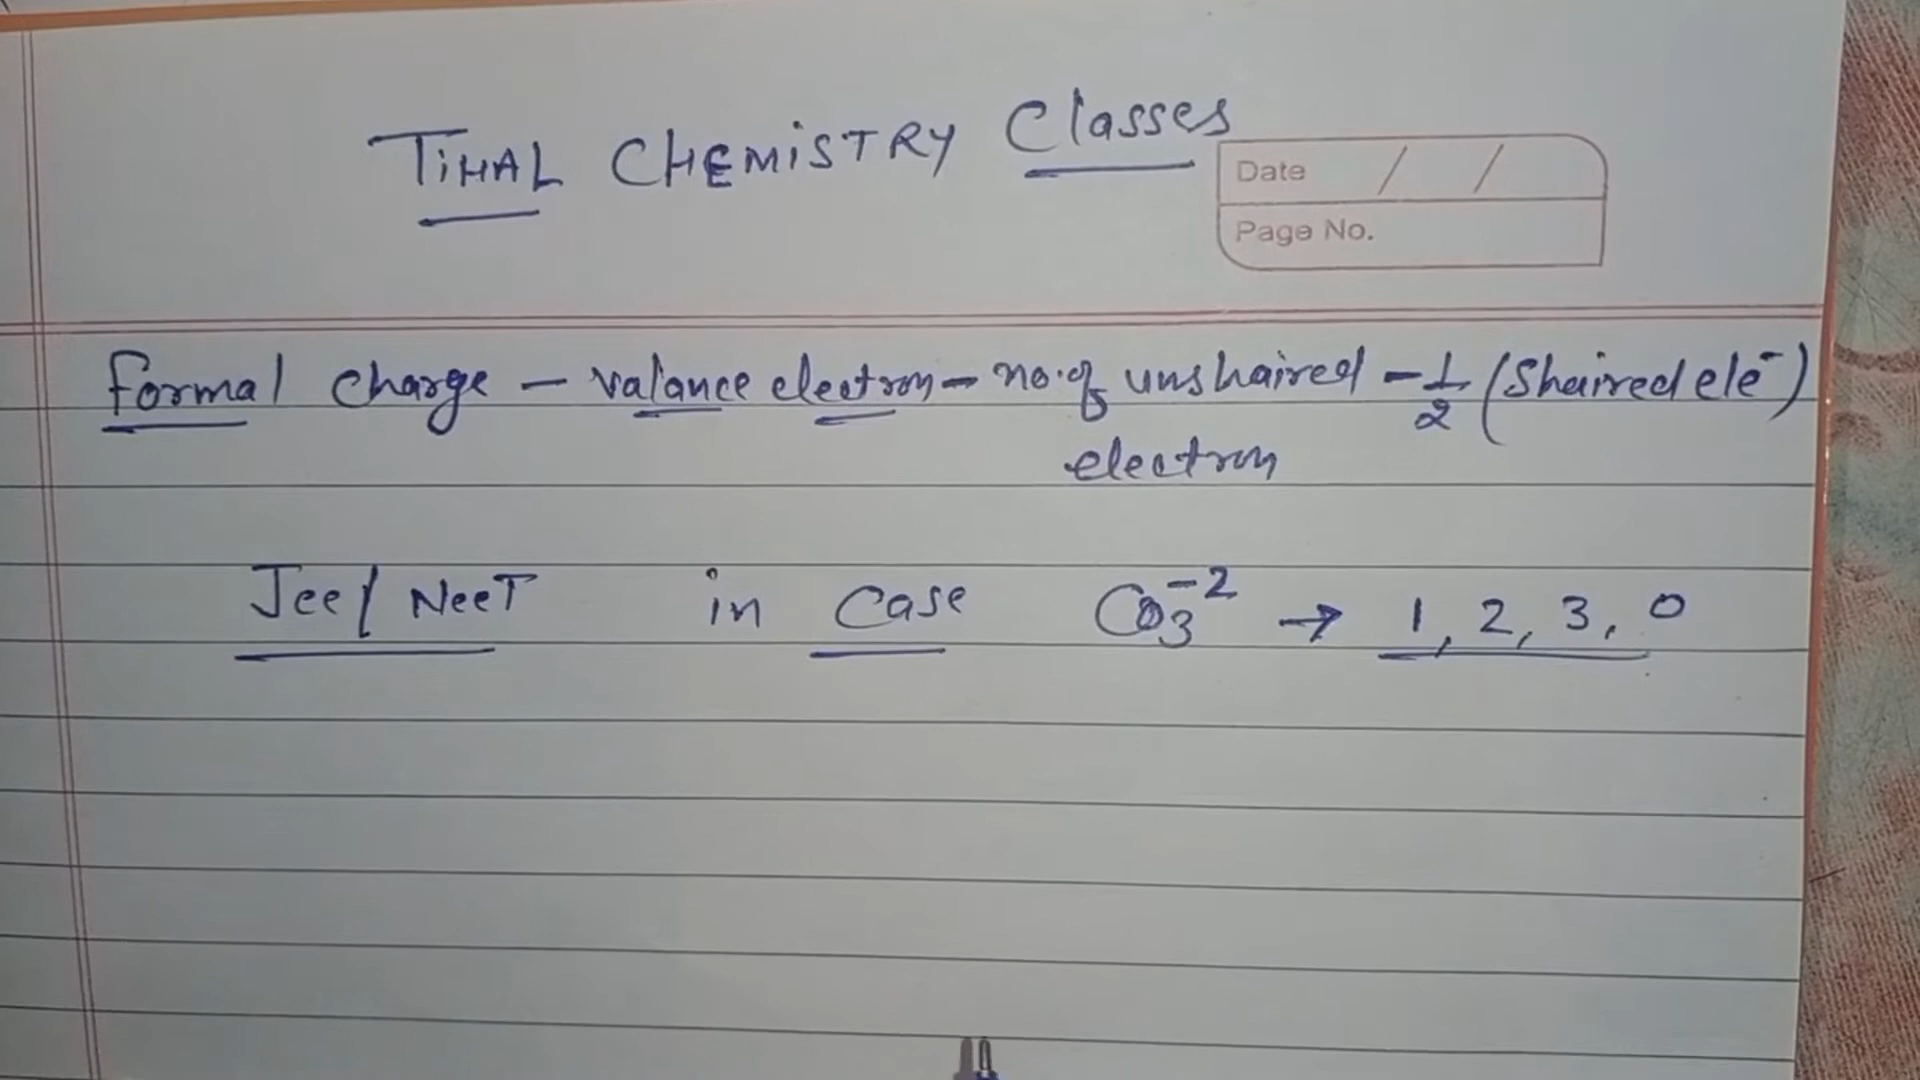 TiHAL CHEMiSTRY Classes
Date / /
Page No.
formal charge - valance electron - no. of unshaired - 1/2 (Shaired ele⁻)
electron
Jee/ NeeT in Case CO₃⁻² → 1, 2, 3, 0